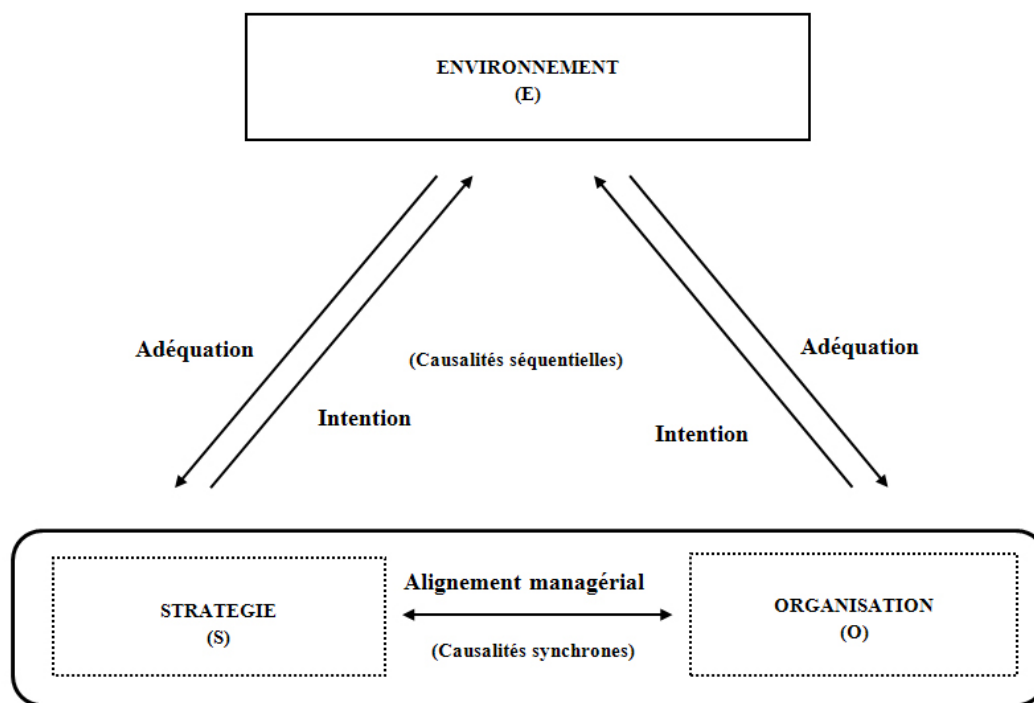 ENVIRONNEMENT
(E)
Adéquation
Adéquation
(Causalités séquentielles)
Intention
Intention
Alignement managérial
STRATEGIE
(S)
ORGANISATION
(O)
(Causalités synchrones)